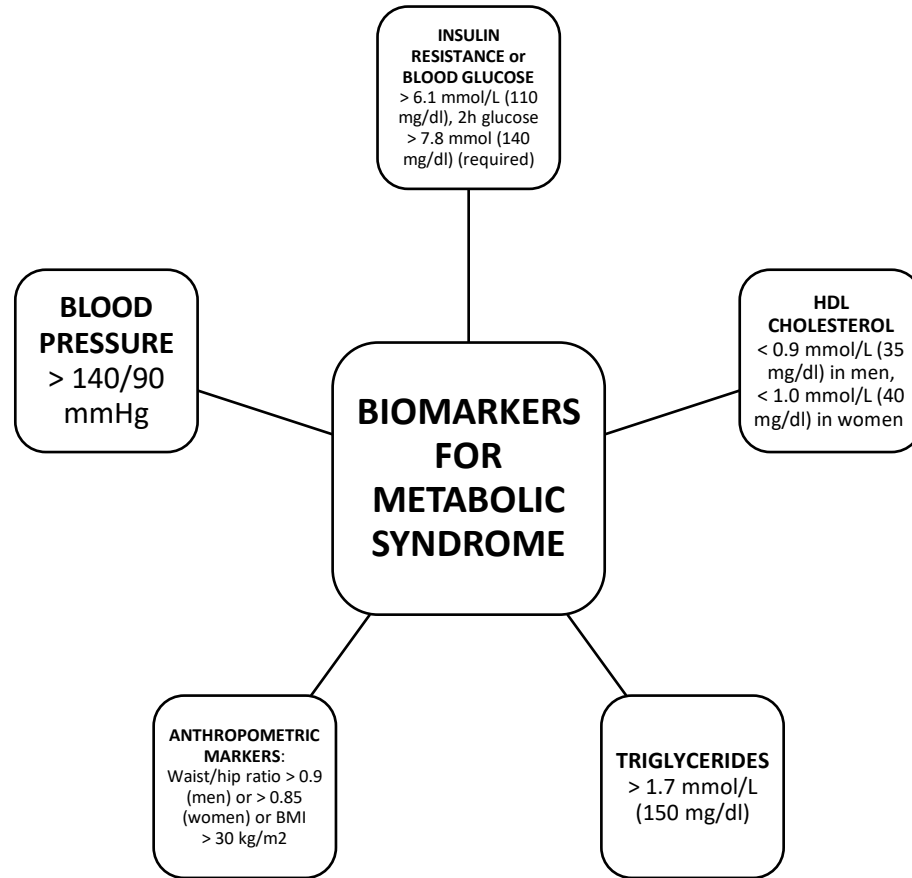 INSULIN
RESISTANCE or
BLOOD GLUCOSE
> 6.1 mmol/L (110
mg/dl), 2h glucose
> 7.8 mmol (140
mg/dl) (required)
BLOOD
PRESSURE
> 140/90
mmHg
HDL
CHOLESTEROL
< 0.9 mmol/L (35
mg/dl) in men,
< 1.0 mmol/L (40
mg/dl) in women
BIOMARKERS
FOR
METABOLIC
SYNDROME
ANTHROPOMETRIC
MARKERS:
Waist/hip ratio > 0.9
(men) or > 0.85
(women) or BMI
> 30 kg/m2
TRIGLYCERIDES
> 1.7 mmol/L
(150 mg/dl)